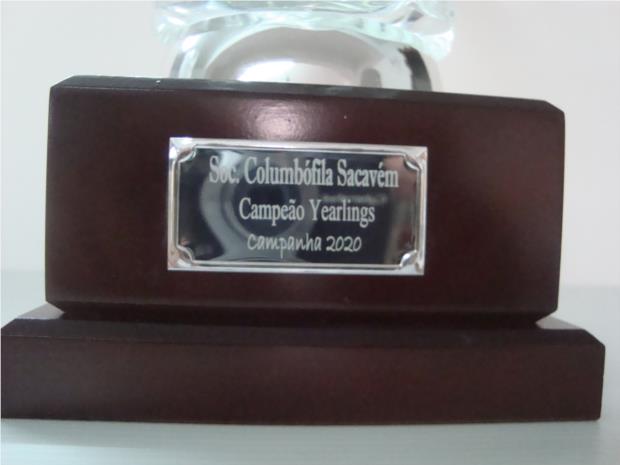 Soc. Columbófila Sacavém
Campeão Yearlings
Campanha 2020